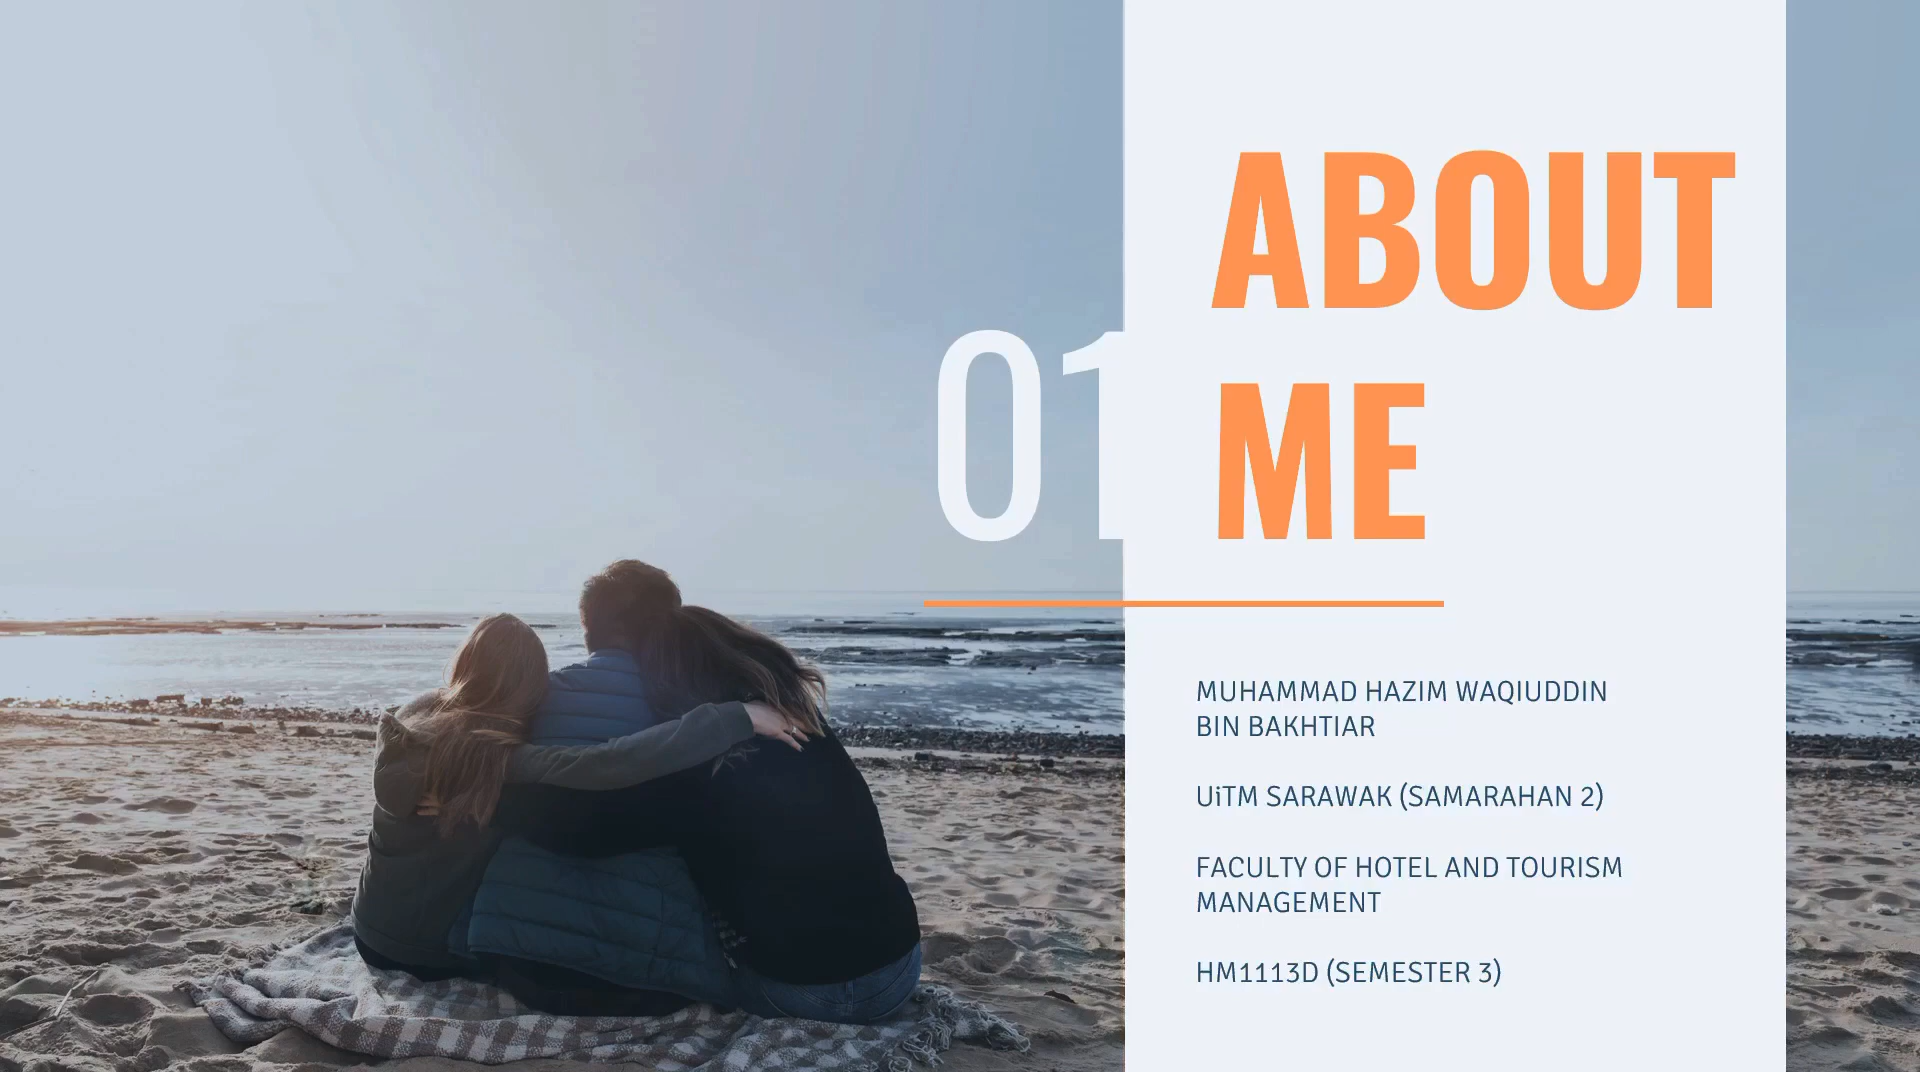 01
ABOUT
ME
MUHAMMAD HAZIM WAQIUDDIN
BIN BAKHTIAR
UiTM SARAWAK (SAMARAHAN 2)
FACULTY OF HOTEL AND TOURISM
MANAGEMENT
HM1113D (SEMESTER 3)